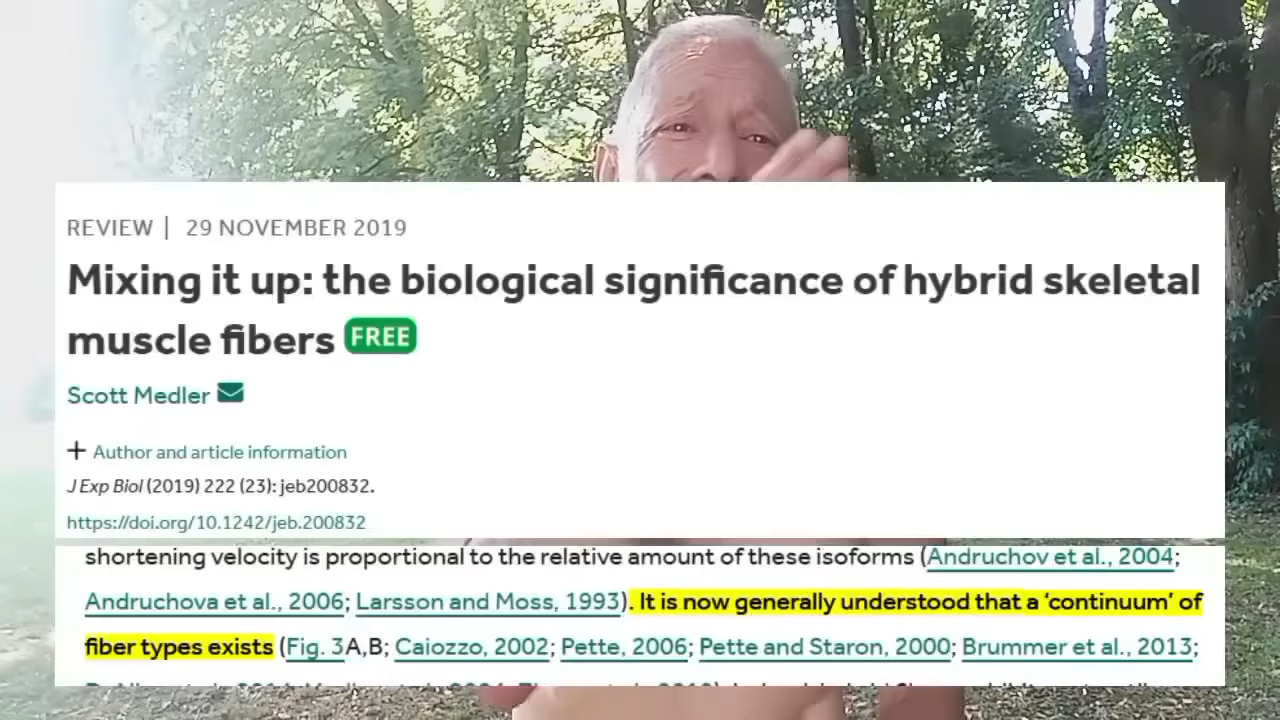 REVIEW | 29 NOVEMBER 2019
Mixing it up: the biological significance of hybrid skeletal
muscle fibers FREE
Scott Medler
+ Author and article information
J Exp Biol (2019) 222 (23): jeb200832.
https://doi.org/10.1242/jeb.200832
shortening velocity is proportional to the relative amount of these isoforms (Andruchov et al., 2004;
Andruchova et al., 2006; Larsson and Moss, 1993). It is now generally understood that a ‘continuum’ of
fiber types exists (Fig. 3A,B; Caiozzo, 2002; Pette, 2006; Pette and Staron, 2000; Brummer et al., 2013;